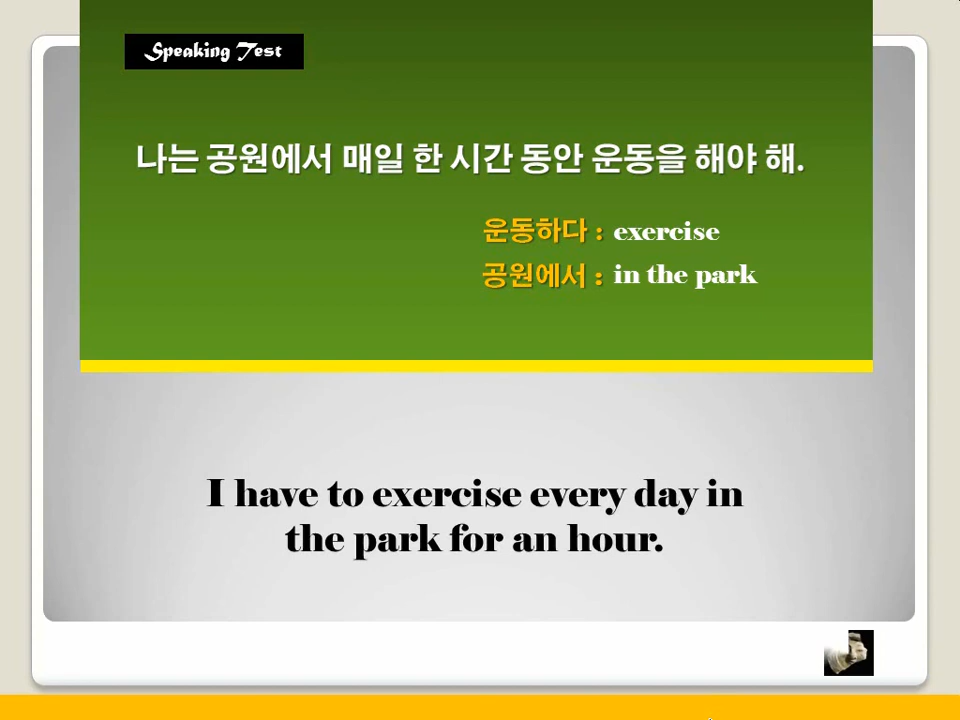 Speaking Test
나는 공원에서 매일 한 시간 동안 운동을 해야 해.
운동하다 : exercise
공원에서 : in the park
I have to exercise every day in
the park for an hour.